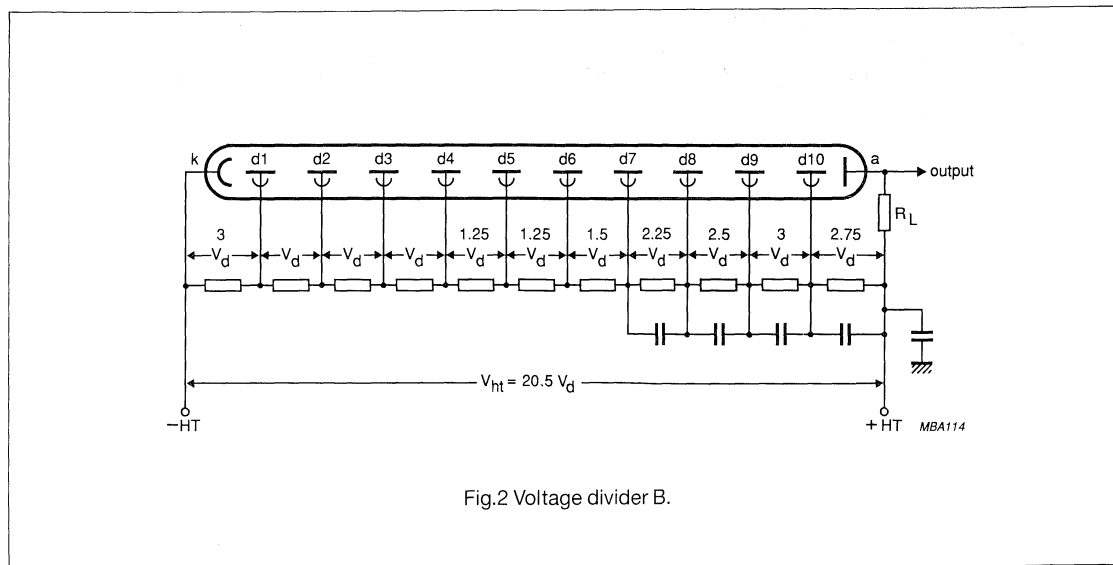 k d1 d2 d3 d4 d5 d6 d7 d8 d9 d10 a output
R_L
3 1.25 1.25 1.5 2.25 2.5 3 2.75
V_d V_d V_d V_d V_d V_d V_d V_d V_d V_d V_d
V_ht = 20.5 V_d
−HT + HT MBA114
Fig.2 Voltage divider B.